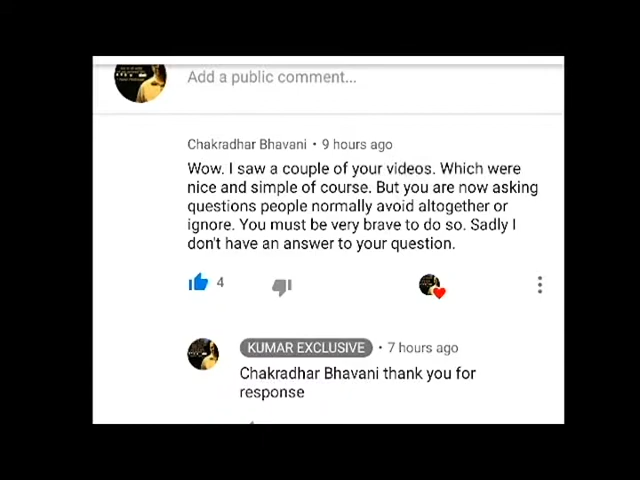 Add a public comment...
Chakradhar Bhavani • 9 hours ago
Wow. I saw a couple of your videos. Which were
nice and simple of course. But you are now asking
questions people normally avoid altogether or
ignore. You must be very brave to do so. Sadly I
don't have an answer to your question.
4
KUMAR EXCLUSIVE • 7 hours ago
Chakradhar Bhavani thank you for
response